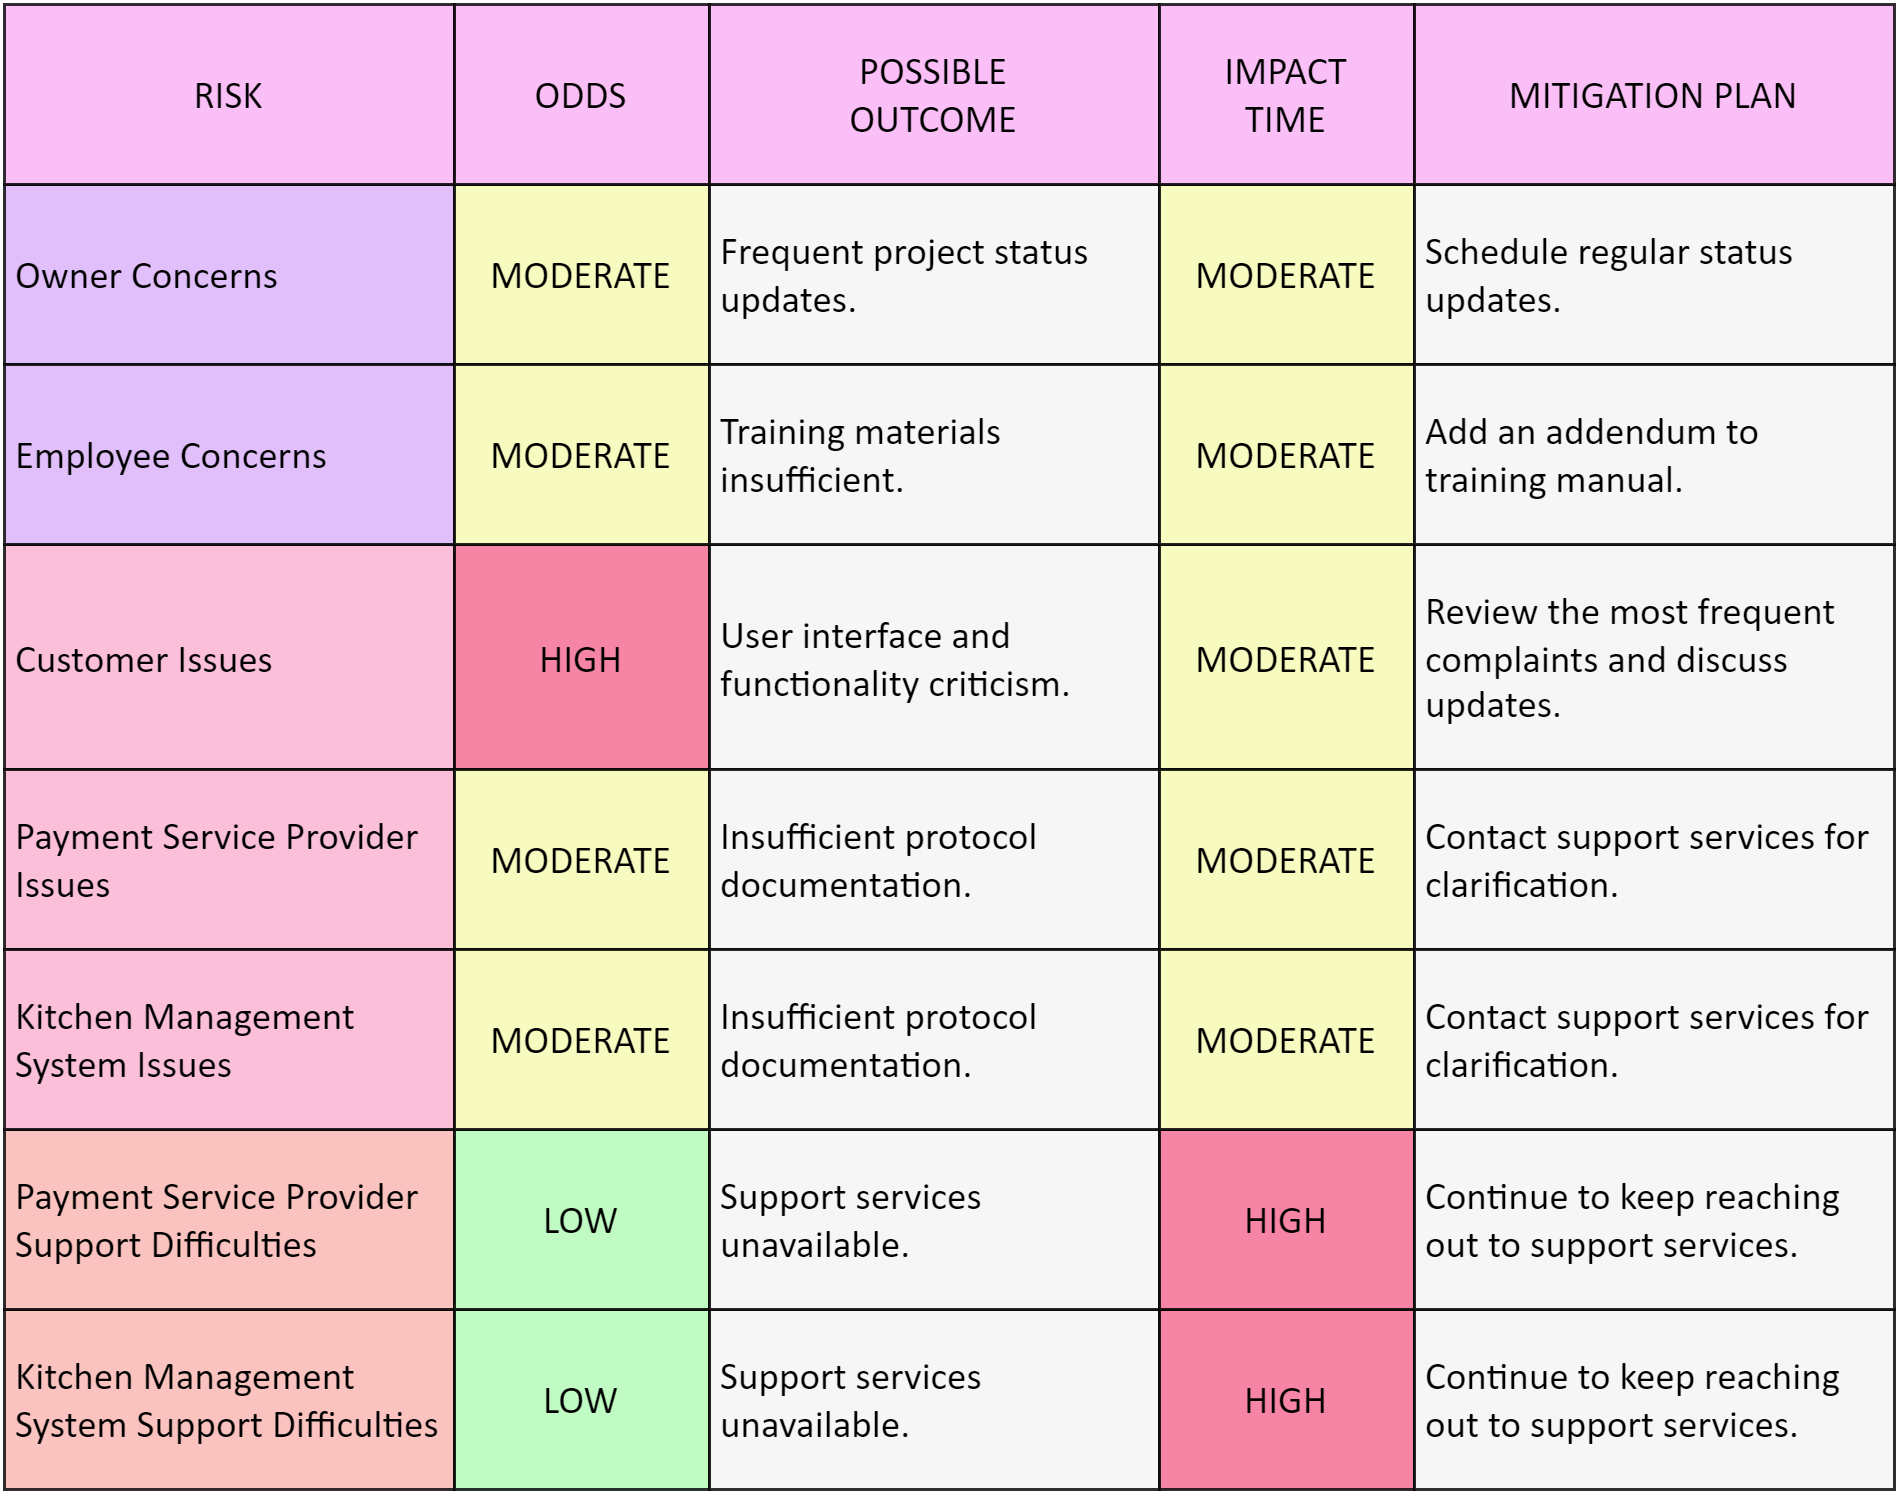 RISK
ODDS
POSSIBLE
OUTCOME
IMPACT
TIME
MITIGATION PLAN
Owner Concerns
MODERATE
Frequent project status
updates.
MODERATE
Schedule regular status
updates.
Employee Concerns
MODERATE
Training materials
insufficient.
MODERATE
Add an addendum to
training manual.
Customer Issues
HIGH
User interface and
functionality criticism.
MODERATE
Review the most frequent
complaints and discuss
updates.
Payment Service Provider
Issues
MODERATE
Insufficient protocol
documentation.
MODERATE
Contact support services for
clarification.
Kitchen Management
System Issues
MODERATE
Insufficient protocol
documentation.
MODERATE
Contact support services for
clarification.
Payment Service Provider
Support Difficulties
LOW
Support services
unavailable.
HIGH
Continue to keep reaching
out to support services.
Kitchen Management
System Support Difficulties
LOW
Support services
unavailable.
HIGH
Continue to keep reaching
out to support services.